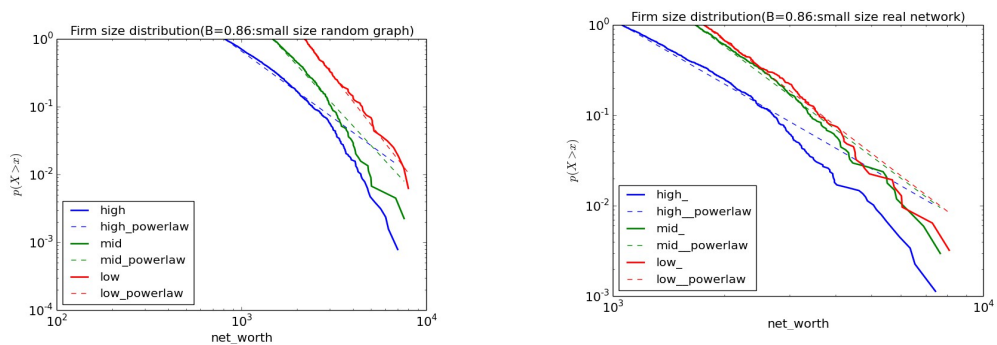 Firm size distribution(B=0.86:small size random graph)
10^0
10^-1
10^-2
10^-3
10^-4
p(X>x)
high
high_powerlaw
mid
mid_powerlaw
low
low_powerlaw
10^2
10^3
10^4
net_worth
Firm size distribution(B=0.86:small size real network)
10^0
10^-1
10^-2
10^-3
p(X>x)
high_
high__powerlaw
mid_
mid__powerlaw
low_
low__powerlaw
10^3
10^4
net_worth